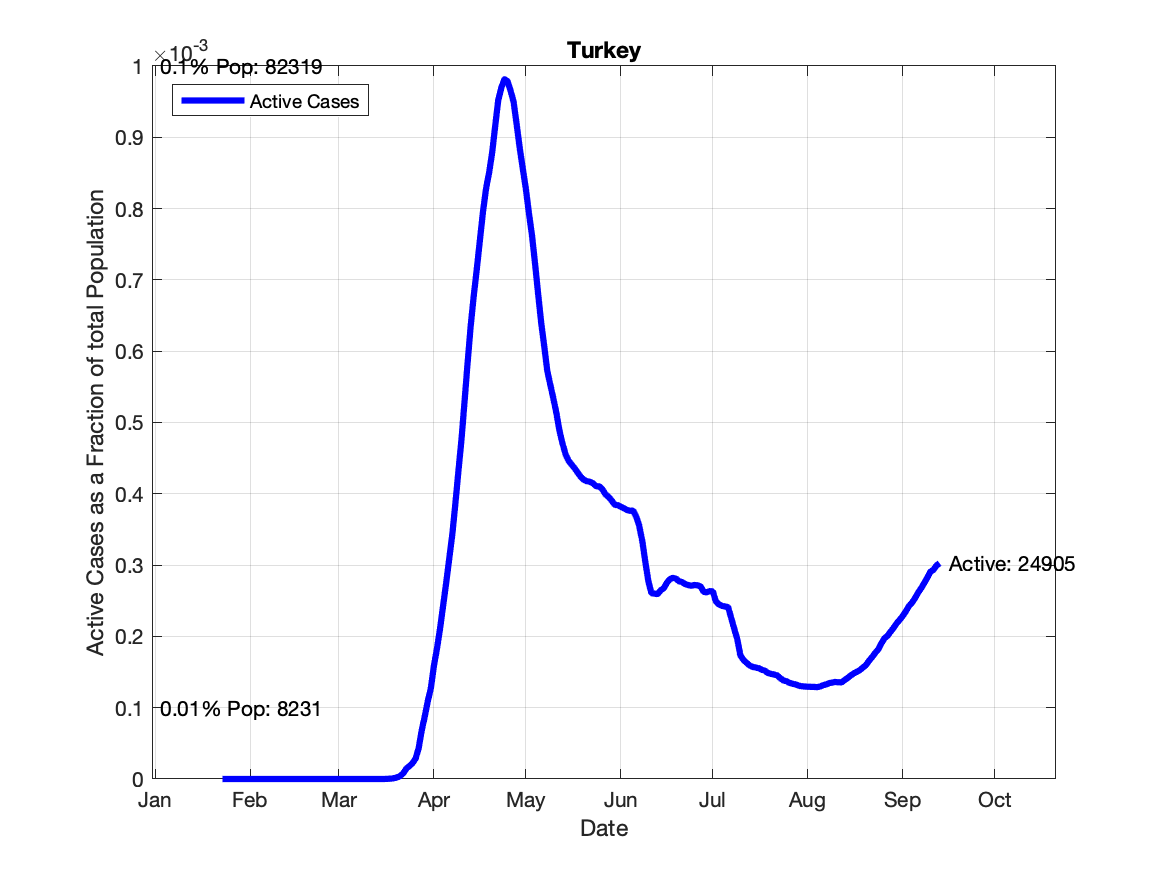 Turkey
×10-3
0.1% Pop: 82319
Active Cases
1
0.9
0.8
0.7
0.6
0.5
0.4
0.3
0.2
0.1
0
Active Cases as a Fraction of total Population
Active: 24905
0.01% Pop: 8231
Jan Feb Mar Apr May Jun Jul Aug Sep Oct
Date